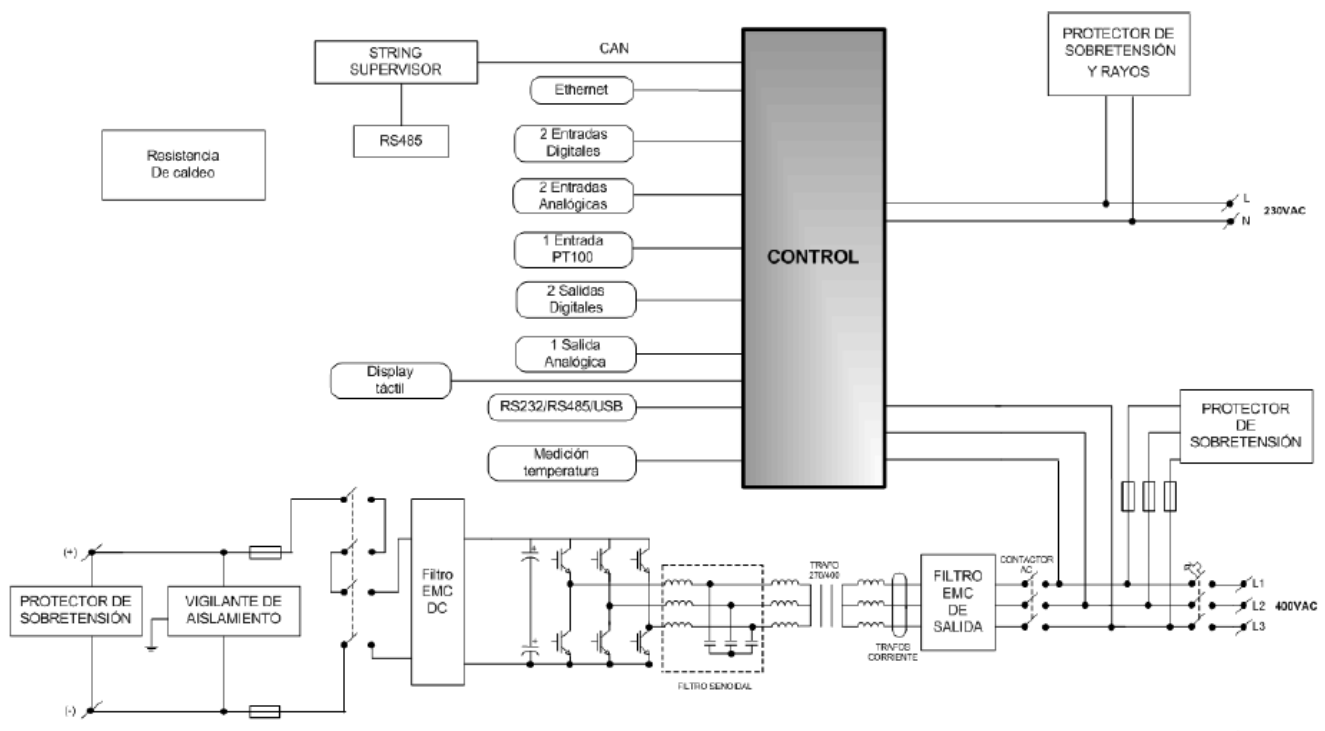 STRING
SUPERVISOR
CAN
RS485
Resistencia
De caldeo
Ethernet
2 Entradas
Digitales
2 Entradas
Analógicas
1 Entrada
PT100
2 Salidas
Digitales
1 Salida
Analógica
Display
táctil
RS232/RS485/USB
Medición
temperatura
CONTROL
PROTECTOR DE
SOBRETENSIÓN
Y RAYOS
L
N
230VAC
PROTECTOR
DE
SOBRETENSIÓN
(+)
PROTECTOR DE
SOBRETENSIÓN
VIGILANTE DE
AISLAMIENTO
(-)
Filtro
EMC
DC
+
+
FILTRO SENOIDAL
TRAFO
270/400
TRAFOS
CORRIENTE
FILTRO
EMC
DE
SALIDA
CONTACTOR
AC
L1
L2
L3
400VAC